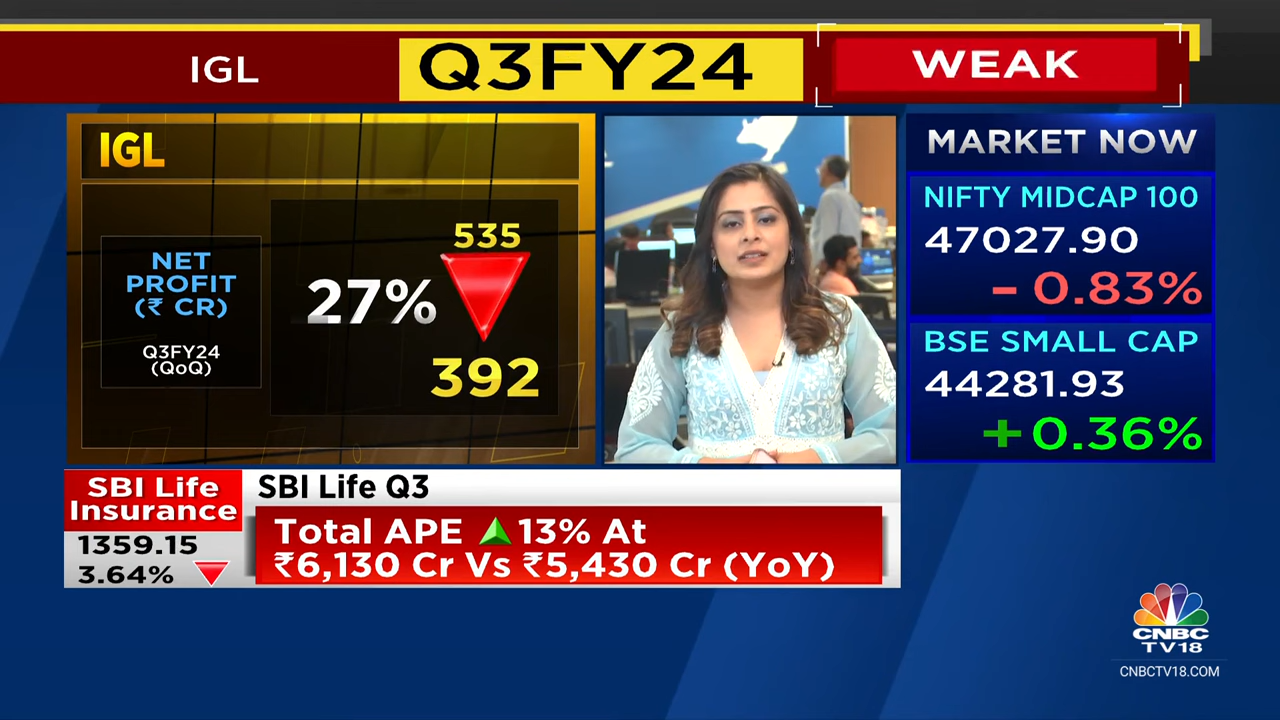 IGL
Q3FY24
WEAK
IGL
NET
PROFIT
(₹ CR)
Q3FY24
(QoQ)
535
27%
392
MARKET NOW
NIFTY MIDCAP 100
47027.90
- 0.83%
BSE SMALL CAP
44281.93
+0.36%
SBI Life
Insurance
1359.15
3.64%
SBI Life Q3
Total APE 13% At
₹6,130 Cr Vs ₹5,430 Cr (YoY)
CNBC
TV18
CNBCTV18.COM